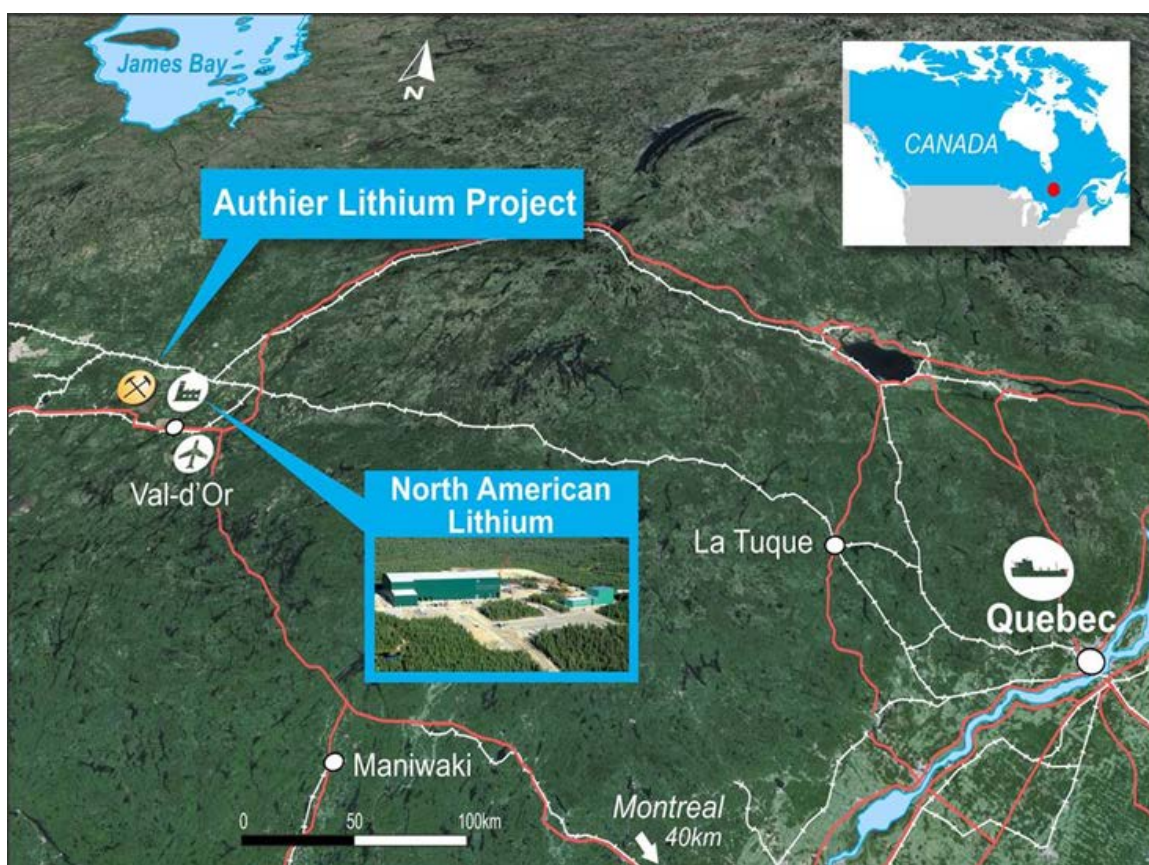 James Bay
N
CANADA
Authier Lithium Project
Val-d'Or
North American
Lithium
La Tuque
Quebec
Maniwaki
0 50 100km
Montreal
40km